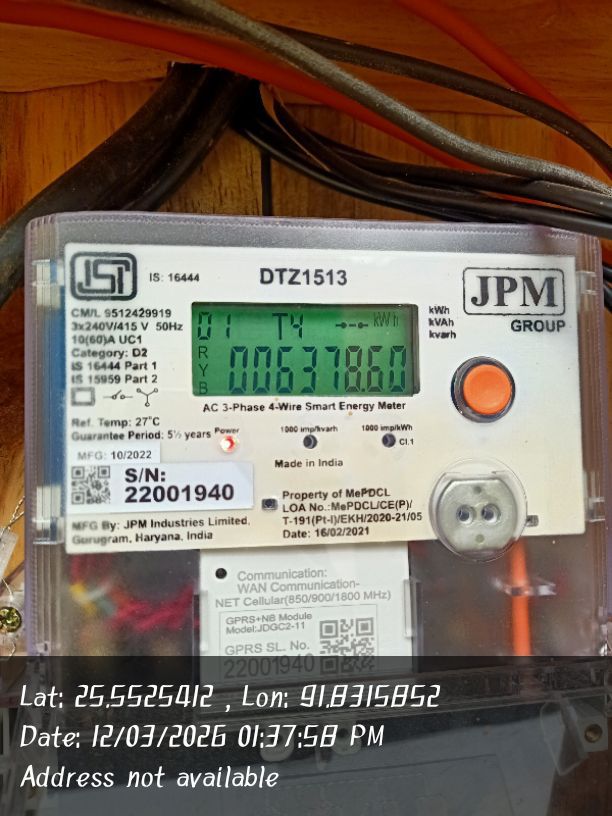 IS: 16444
DTZ1513
JPM
GROUP
CM/L 9512429919
3x240V/415 V 50Hz
10(60)A UC1
Category: D2
IS 16444 Part 1
IS 15959 Part 2
01 T4 kWh
R
Y
B
006378.60
kWh
kVAh
kvarh
AC 3-Phase 4-Wire Smart Energy Meter
Ref. Temp: 27°C
Guarantee Period: 5½ years
Power
1000 imp/kvarh
1000 imp/kWh
Cl.1
MFG: 10/2022
Made in India
S/N:
22001940
Property of MePDCL
LOA No.:MePDCL/CE(P)/
T-191(Pt-I)/EKH/2020-21/05
Date: 16/02/2021
MFG By: JPM Industries Limited,
Gurugram, Haryana, India
Communication:
WAN Communication-
NET Cellular(850/900/1800 MHz)
GPRS+NB Module
Model:JDGC2-11
GPRS SL. No.
22001940
Lat: 25.5525412 , Lon: 91.8315852
Date: 12/03/2026 01:37:58 PM
Address not available